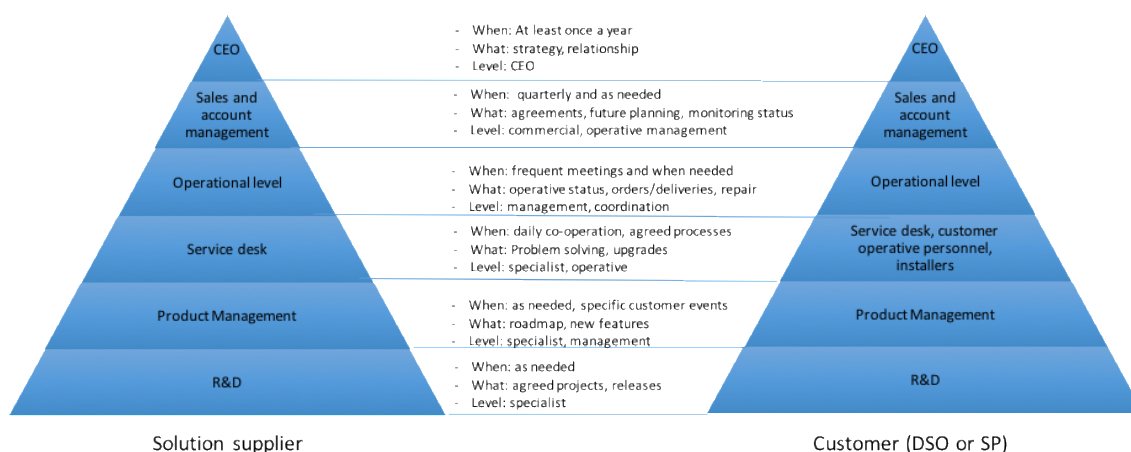 CEO
Sales and
account
management
Operational level
Service desk
Product Management
R&D
Solution supplier
- When: At least once a year
- What: strategy, relationship
- Level: CEO
- When: quarterly and as needed
- What: agreements, future planning, monitoring status
- Level: commercial, operative management
- When: frequent meetings and when needed
- What: operative status, orders/deliveries, repair
- Level: management, coordination
- When: daily co-operation, agreed processes
- What: Problem solving, upgrades
- Level: specialist, operative
- When: as needed, specific customer events
- What: roadmap, new features
- Level: specialist, management
- When: as needed
- What: agreed projects, releases
- Level: specialist
CEO
Sales and
account
management
Operational level
Service desk, customer
operative personnel,
installers
Product Management
R&D
Customer (DSO or SP)